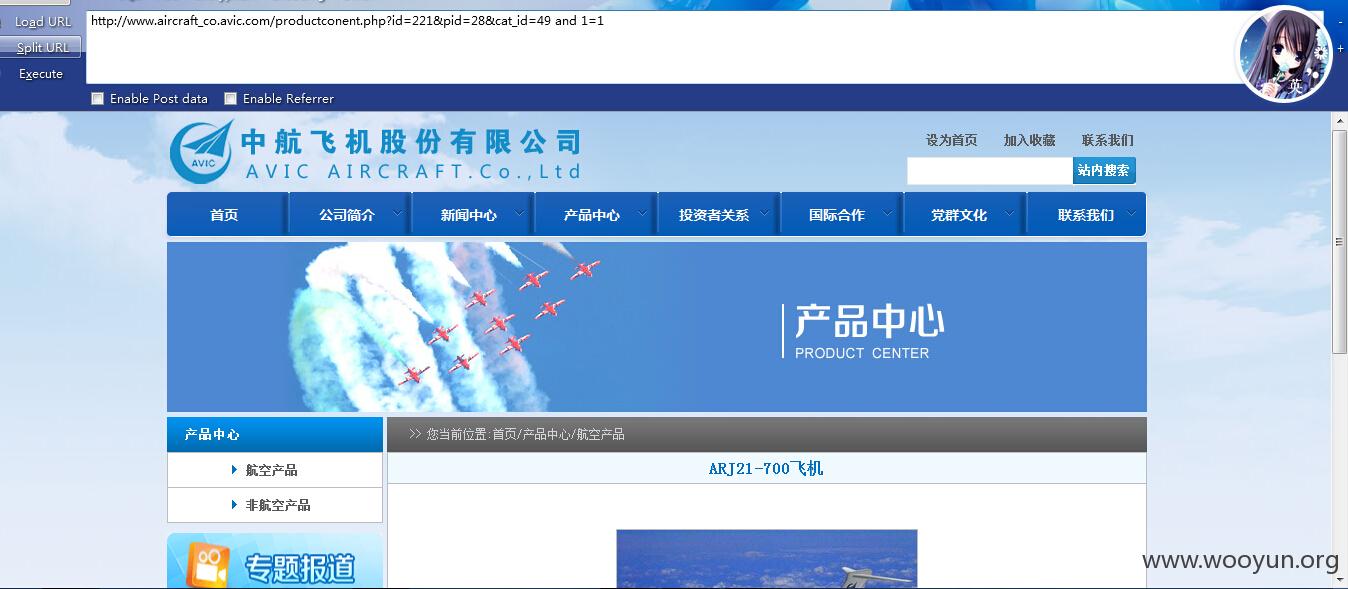 Load URL
http://www.aircraft_co.avic.com/productconent.php?id=221&pid=28&cat_id=49 and 1=1
Split URL
Execute
英
Enable Post data
Enable Referrer
AVIC
中航飞机股份有限公司
AVIC AIRCRAFT.Co.,Ltd
设为首页 加入收藏 联系我们
站内搜索
首页 公司简介 新闻中心 产品中心 投资者关系 国际合作 党群文化 联系我们
产品中心
PRODUCT CENTER
产品中心
>> 您当前位置:首页/产品中心/航空产品
航空产品
非航空产品
ARJ21-700飞机
专题报道
www.wooyun.org